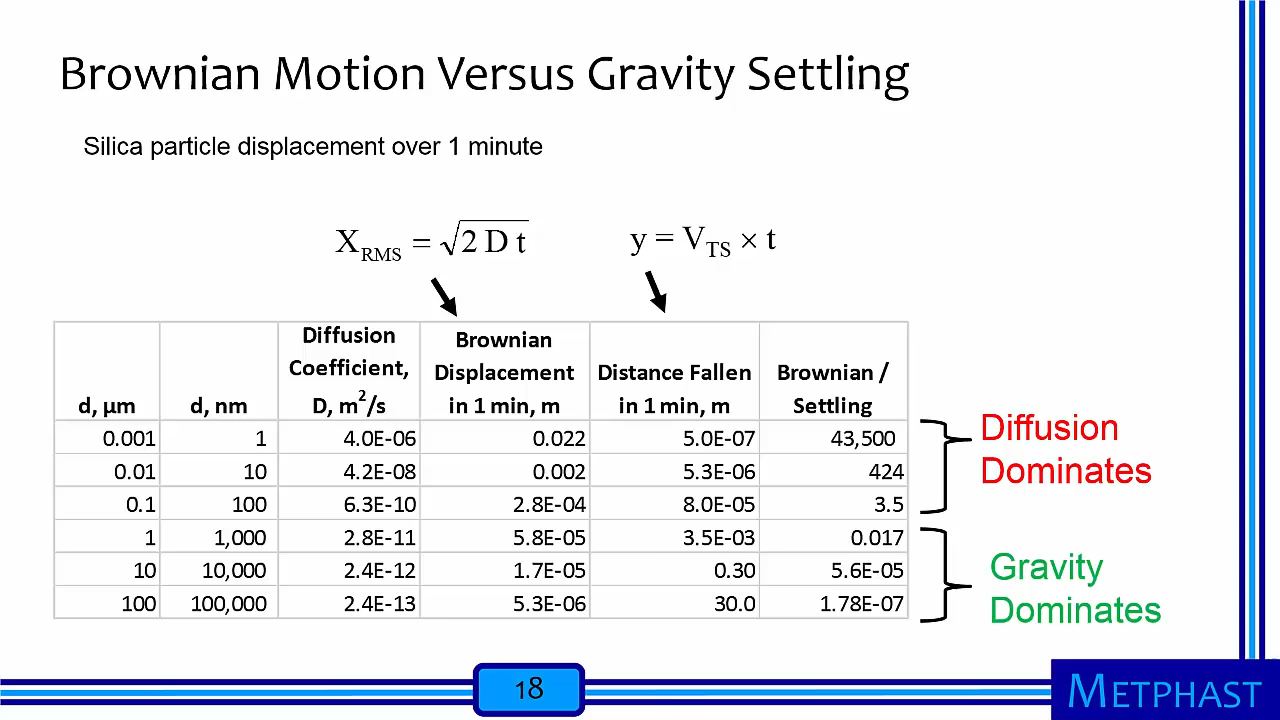 Brownian Motion Versus Gravity Settling
Silica particle displacement over 1 minute
X_RMS = √(2 D t)
y = V_TS × t
d, µm | d, nm | Diffusion Coefficient, D, m²/s | Brownian Displacement in 1 min, m | Distance Fallen in 1 min, m | Brownian / Settling
0.001 | 1 | 4.0E-06 | 0.022 | 5.0E-07 | 43,500
0.01 | 10 | 4.2E-08 | 0.002 | 5.3E-06 | 424
0.1 | 100 | 6.3E-10 | 2.8E-04 | 8.0E-05 | 3.5
1 | 1,000 | 2.8E-11 | 5.8E-05 | 3.5E-03 | 0.017
10 | 10,000 | 2.4E-12 | 1.7E-05 | 0.30 | 5.6E-05
100 | 100,000 | 2.4E-13 | 5.3E-06 | 30.0 | 1.78E-07
Diffusion
Dominates
Gravity
Dominates
18
METPHAST